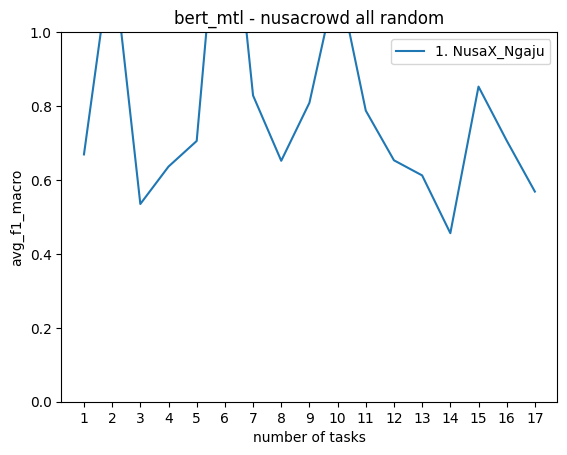 bert_mtl - nusacrowd all random
1. NusaX_Ngaju
avg_f1_macro
1.0
0.8
0.6
0.4
0.2
0.0
1 2 3 4 5 6 7 8 9 10 11 12 13 14 15 16 17
number of tasks